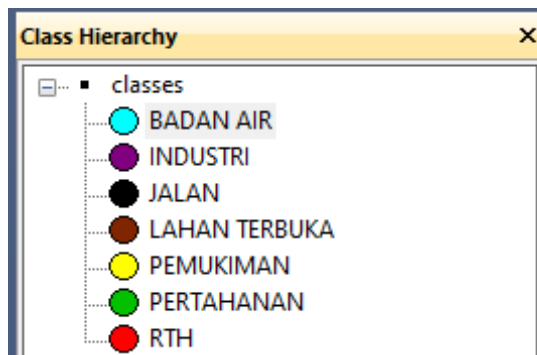 Class Hierarchy
classes
BADAN AIR
INDUSTRI
JALAN
LAHAN TERBUKA
PEMUKIMAN
PERTAHANAN
RTH